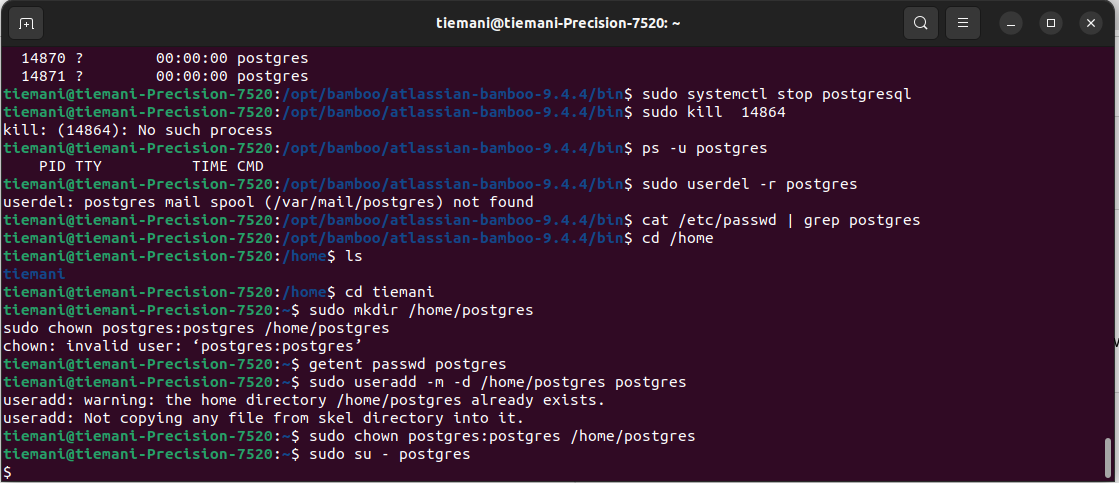 tiemani@tiemani-Precision-7520: ~
14870 ?        00:00:00 postgres
14871 ?        00:00:00 postgres
tiemani@tiemani-Precision-7520:/opt/bamboo/atlassian-bamboo-9.4.4/bin$ sudo systemctl stop postgresql
tiemani@tiemani-Precision-7520:/opt/bamboo/atlassian-bamboo-9.4.4/bin$ sudo kill  14864
kill: (14864): No such process
tiemani@tiemani-Precision-7520:/opt/bamboo/atlassian-bamboo-9.4.4/bin$ ps -u postgres
    PID TTY          TIME CMD
tiemani@tiemani-Precision-7520:/opt/bamboo/atlassian-bamboo-9.4.4/bin$ sudo userdel -r postgres
userdel: postgres mail spool (/var/mail/postgres) not found
tiemani@tiemani-Precision-7520:/opt/bamboo/atlassian-bamboo-9.4.4/bin$ cat /etc/passwd | grep postgres
tiemani@tiemani-Precision-7520:/opt/bamboo/atlassian-bamboo-9.4.4/bin$ cd /home
tiemani@tiemani-Precision-7520:/home$ ls
tiemani
tiemani@tiemani-Precision-7520:/home$ cd tiemani
tiemani@tiemani-Precision-7520:~$ sudo mkdir /home/postgres
sudo chown postgres:postgres /home/postgres
chown: invalid user: ‘postgres:postgres’
tiemani@tiemani-Precision-7520:~$ getent passwd postgres
tiemani@tiemani-Precision-7520:~$ sudo useradd -m -d /home/postgres postgres
useradd: warning: the home directory /home/postgres already exists.
useradd: Not copying any file from skel directory into it.
tiemani@tiemani-Precision-7520:~$ sudo chown postgres:postgres /home/postgres
tiemani@tiemani-Precision-7520:~$ sudo su - postgres
$